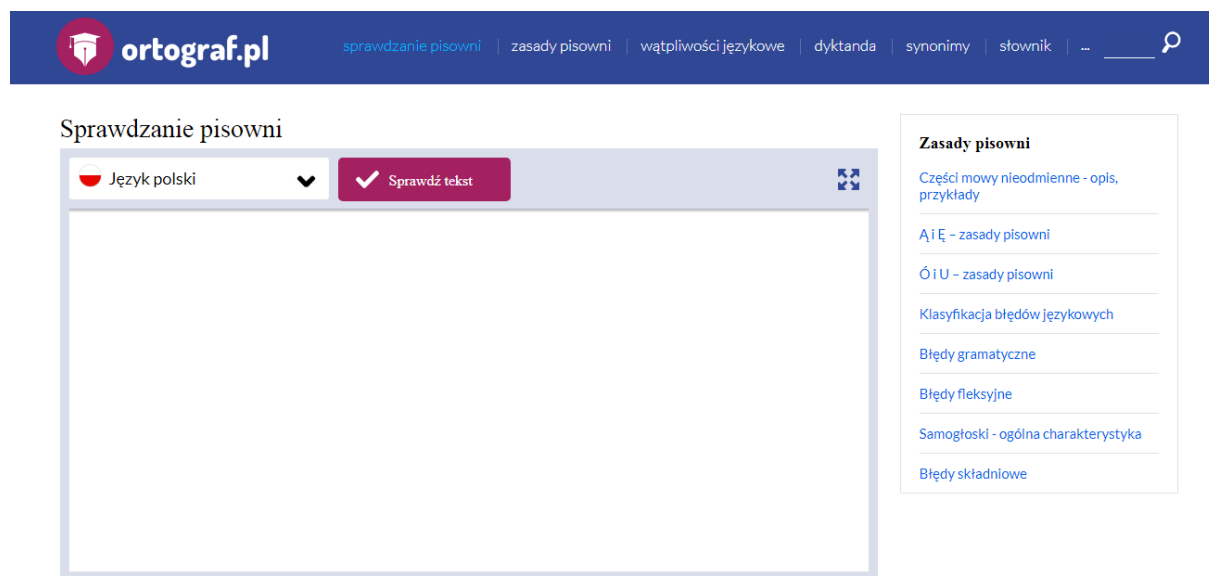 ortograf.pl
sprawdzanie pisowni | zasady pisowni | wątpliwości językowe | dyktanda | synonimy | słownik | ...
Sprawdzanie pisowni
Język polski
Sprawdź tekst
Zasady pisowni
Części mowy nieodmienne - opis,
przykłady
Ą i Ę – zasady pisowni
Ó i U – zasady pisowni
Klasyfikacja błędów językowych
Błędy gramatyczne
Błędy fleksyjne
Samogłoski - ogólna charakterystyka
Błędy składniowe